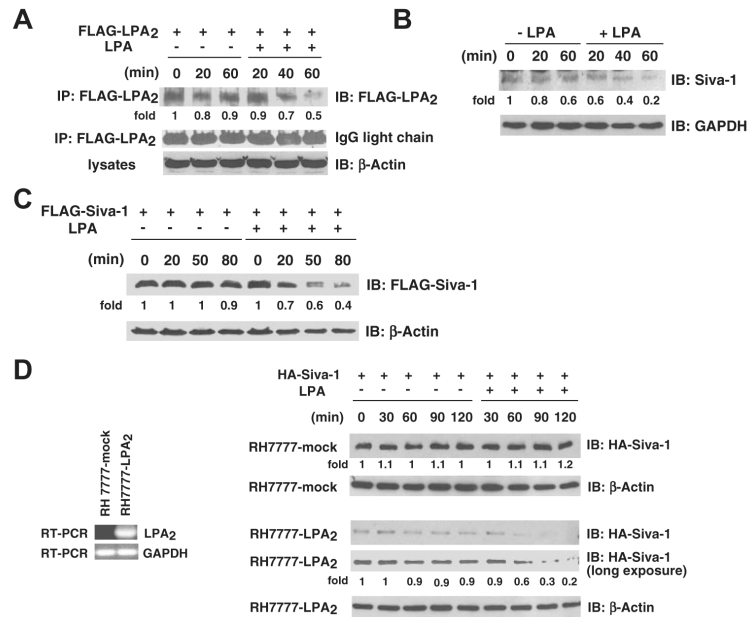 A
FLAG-LPA2 + + + + + +
LPA - - - + + +
(min) 0 20 60 20 40 60
IP: FLAG-LPA2 IB: FLAG-LPA2
fold 1 0.8 0.9 0.9 0.7 0.5
IP: FLAG-LPA2 IgG light chain
lysates IB: β-Actin
B
- LPA + LPA
(min) 0 20 60 20 40 60
IB: Siva-1
fold 1 0.8 0.6 0.6 0.4 0.2
IB: GAPDH
C
FLAG-Siva-1 + + + + + + + +
LPA - - - - + + + +
(min) 0 20 50 80 0 20 50 80
IB: FLAG-Siva-1
fold 1 1 1 0.9 1 0.7 0.6 0.4
IB: β-Actin
D
RH 7777-mock
RH7777-LPA2
RT-PCR LPA2
RT-PCR GAPDH
HA-Siva-1 + + + + + + + + +
LPA - - - - - + + + +
(min) 0 30 60 90 120 30 60 90 120
RH7777-mock IB: HA-Siva-1
fold 1 1.1 1 1.1 1 1 1.1 1.1 1.2
RH7777-mock IB: β-Actin
RH7777-LPA2 IB: HA-Siva-1
RH7777-LPA2 IB: HA-Siva-1
(long exposure)
fold 1 1 0.9 0.9 0.9 0.9 0.6 0.3 0.2
RH7777-LPA2 IB: β-Actin